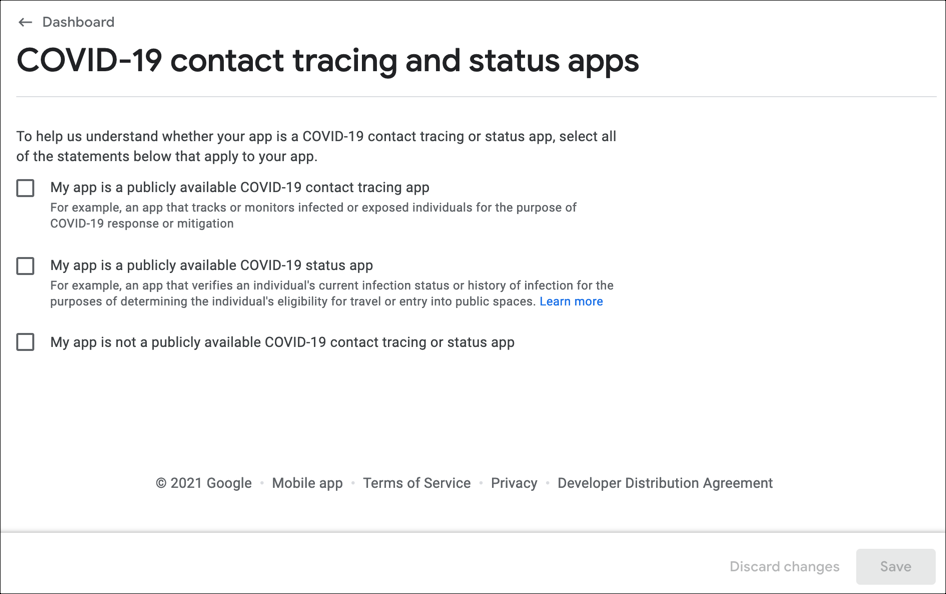 ← Dashboard
COVID-19 contact tracing and status apps
To help us understand whether your app is a COVID-19 contact tracing or status app, select all
of the statements below that apply to your app.
My app is a publicly available COVID-19 contact tracing app
For example, an app that tracks or monitors infected or exposed individuals for the purpose of
COVID-19 response or mitigation
My app is a publicly available COVID-19 status app
For example, an app that verifies an individual's current infection status or history of infection for the
purposes of determining the individual's eligibility for travel or entry into public spaces. Learn more
My app is not a publicly available COVID-19 contact tracing or status app
© 2021 Google • Mobile app • Terms of Service • Privacy • Developer Distribution Agreement
Discard changes Save